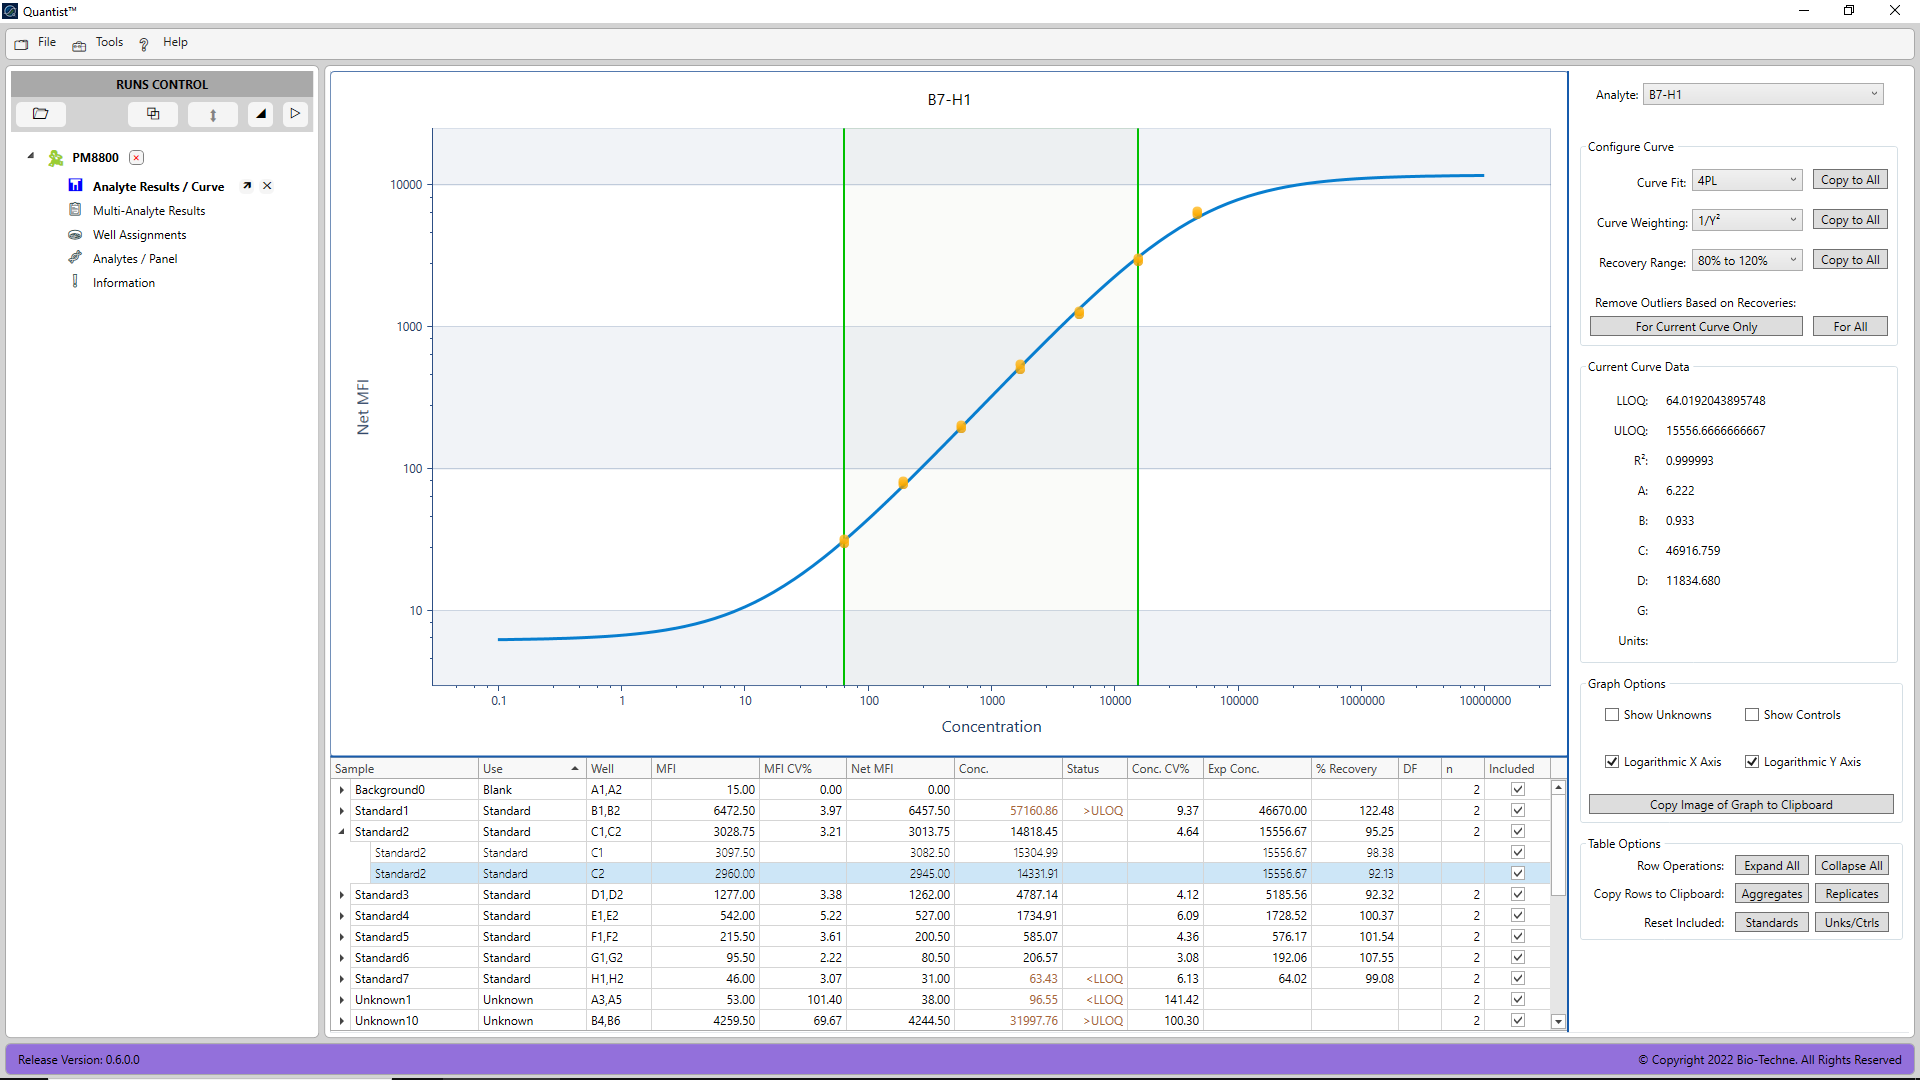 Quantist™
File Tools Help
RUNS CONTROL
PM8800
Analyte Results / Curve
Multi-Analyte Results
Well Assignments
Analytes / Panel
Information
B7-H1
10000
1000
100
10
Net MFI
0.1 1 10 100 1000 10000 100000 1000000 10000000
Concentration
Sample Use Well MFI MFI CV% Net MFI Conc. Status Conc. CV% Exp Conc. % Recovery DF n Included
Background0 Blank A1,A2 15.00 0.00 0.00 2
Standard1 Standard B1,B2 6472.50 3.97 6457.50 57160.86 >ULOQ 9.37 46670.00 122.48 2
Standard2 Standard C1,C2 3028.75 3.21 3013.75 14818.45 4.64 15556.67 95.25 2
Standard2 Standard C1 3097.50 3082.50 15304.99 15556.67 98.38
Standard2 Standard C2 2960.00 2945.00 14331.91 15556.67 92.13
Standard3 Standard D1,D2 1277.00 3.38 1262.00 4787.14 4.12 5185.56 92.32 2
Standard4 Standard E1,E2 542.00 5.22 527.00 1734.91 6.09 1728.52 100.37 2
Standard5 Standard F1,F2 215.50 3.61 200.50 585.07 4.36 576.17 101.54 2
Standard6 Standard G1,G2 95.50 2.22 80.50 206.57 3.08 192.06 107.55 2
Standard7 Standard H1,H2 46.00 3.07 31.00 63.43 <LLOQ 6.13 64.02 99.08 2
Unknown1 Unknown A3,A5 53.00 101.40 38.00 96.55 <LLOQ 141.42 2
Unknown10 Unknown B4,B6 4259.50 69.67 4244.50 31997.76 >ULOQ 100.30 2
Analyte: B7-H1
Configure Curve
Curve Fit: 4PL Copy to All
Curve Weighting: 1/Y² Copy to All
Recovery Range: 80% to 120% Copy to All
Remove Outliers Based on Recoveries:
For Current Curve Only For All
Current Curve Data
LLOQ: 64.0192043895748
ULOQ: 15556.6666666667
R²: 0.999993
A: 6.222
B: 0.933
C: 46916.759
D: 11834.680
G:
Units:
Graph Options
Show Unknowns Show Controls
Logarithmic X Axis Logarithmic Y Axis
Copy Image of Graph to Clipboard
Table Options
Row Operations: Expand All Collapse All
Copy Rows to Clipboard: Aggregates Replicates
Reset Included: Standards Unks/Ctrls
Release Version: 0.6.0.0
© Copyright 2022 Bio-Techne. All Rights Reserved